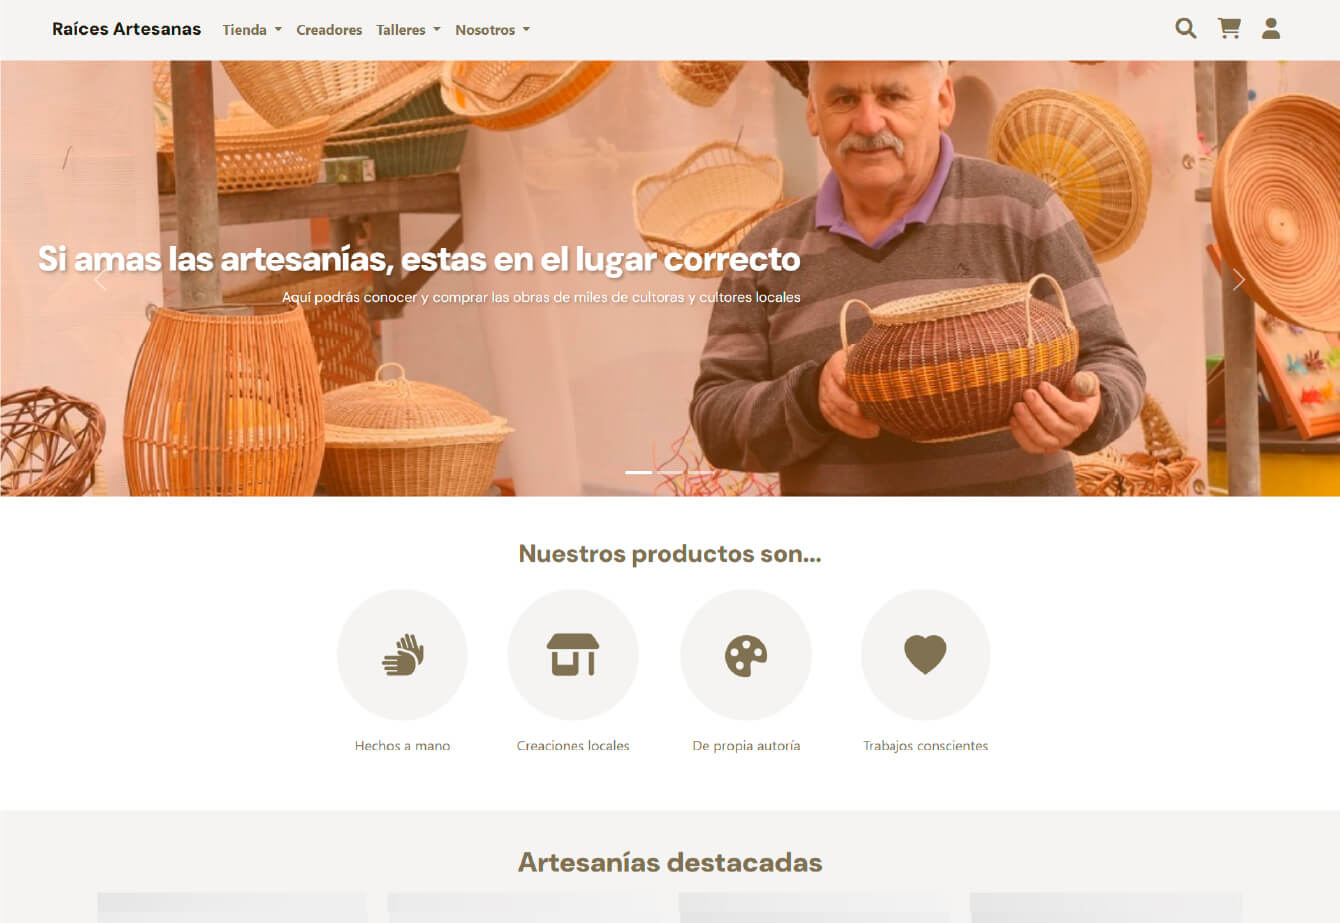 Raíces Artesanas Tienda Creadores Talleres Nosotros
Si amas las artesanías, estas en el lugar correcto
Aquí podrás conocer y comprar las obras de miles de cultoras y cultores locales
Nuestros productos son...
Hechos a mano Creaciones locales De propia autoría Trabajos conscientes
Artesanías destacadas